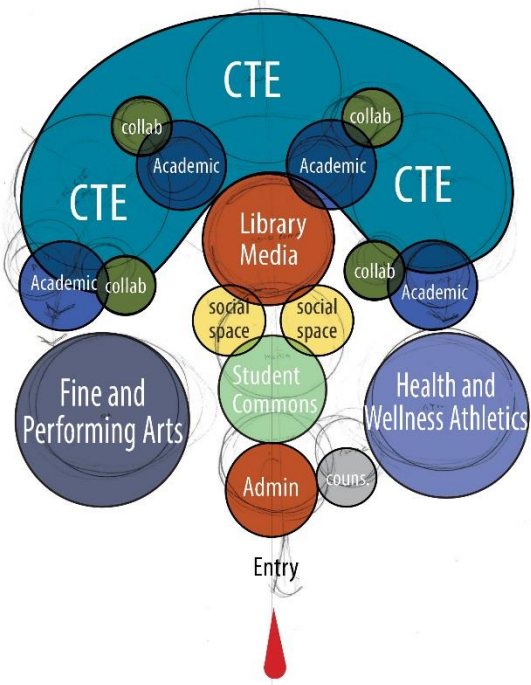 CTE
collab
collab
Academic
Academic
CTE
CTE
Library
Media
Academic
collab
collab
Academic
social
space
social
space
Student
Commons
Fine and
Performing Arts
Health and
Wellness Athletics
Admin
couns.
Entry